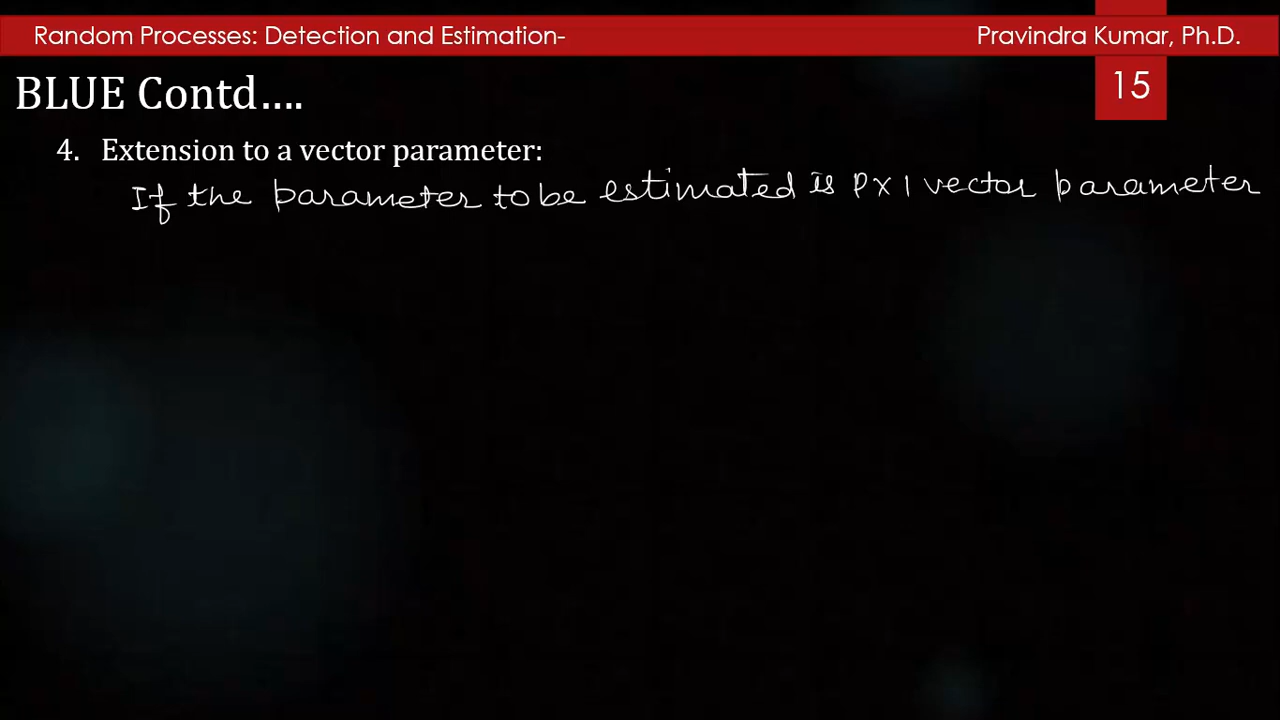 Random Processes: Detection and Estimation-
Pravindra Kumar, Ph.D.
BLUE Contd….
15
4. Extension to a vector parameter:
If the parameter to be estimated is P x 1 vector parameter